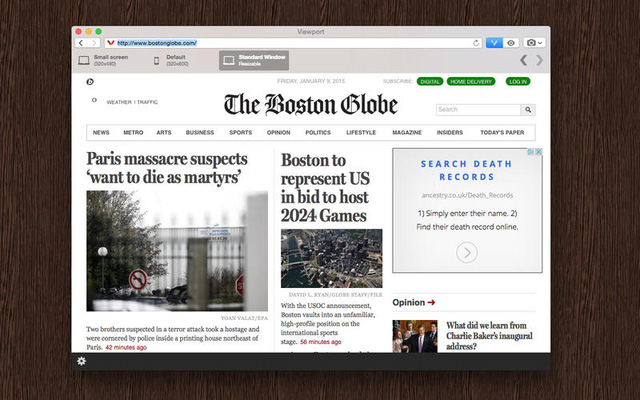 Viewport
http://www.bostonglobe.com/
Small screen
Default
Standard Window
(320x480)
(320x600)
Resizable
FRIDAY, JANUARY 9, 2015
SUBSCRIBE:
DIGITAL
HOME DELIVERY
LOG IN
WEATHER | TRAFFIC
The Boston Globe
Search
NEWS METRO ARTS BUSINESS SPORTS OPINION POLITICS LIFESTYLE MAGAZINE INSIDERS TODAY'S PAPER
Paris massacre suspects
'want to die as martyrs'
YOAN VALAT/EPA
Two brothers suspected in a terror attack took a hostage and
were cornered by police inside a printing house northeast of
Paris. 42 minutes ago
Boston to
represent US
in bid to host
2024 Games
DAVID L. RYAN/GLOBE STAFF/FILE
With the USOC announcement,
Boston vaults into an unfamiliar,
high-profile position on the
international sports
stage. 56 minutes ago
SEARCH DEATH
RECORDS
ancestry.co.uk/Death_Records
1) Simply enter their name. 2)
Find their death record online.
Opinion
What did we learn from
Charlie Baker's inaugural
address?